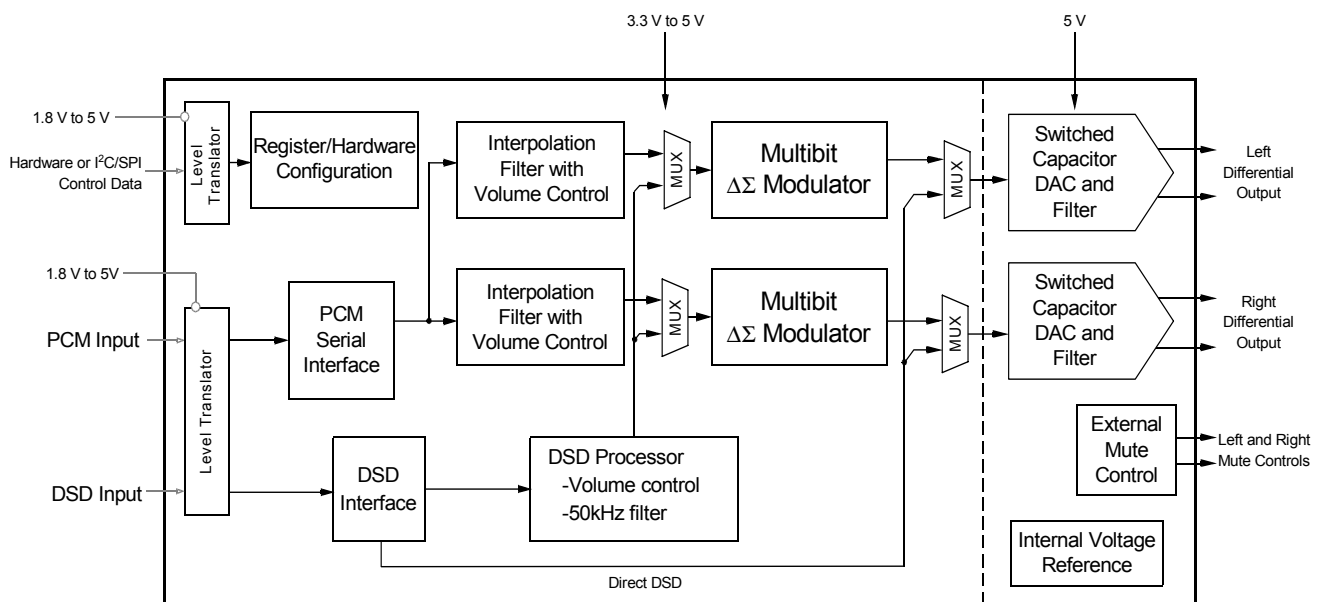 3.3 V to 5 V
5 V
1.8 V to 5 V
Hardware or I²C/SPI
Control Data
Level
Translator
Register/Hardware
Configuration
Interpolation
Filter with
Volume Control
MUX
Multibit
ΔΣ Modulator
MUX
Switched
Capacitor
DAC and
Filter
Left
Differential
Output
1.8 V to 5V
PCM Input
Level Translator
PCM
Serial
Interface
Interpolation
Filter with
Volume Control
MUX
Multibit
ΔΣ Modulator
MUX
Switched
Capacitor
DAC and
Filter
Right
Differential
Output
DSD Input
DSD
Interface
DSD Processor
-Volume control
-50kHz filter
External
Mute
Control
Left and Right
Mute Controls
Internal Voltage
Reference
Direct DSD